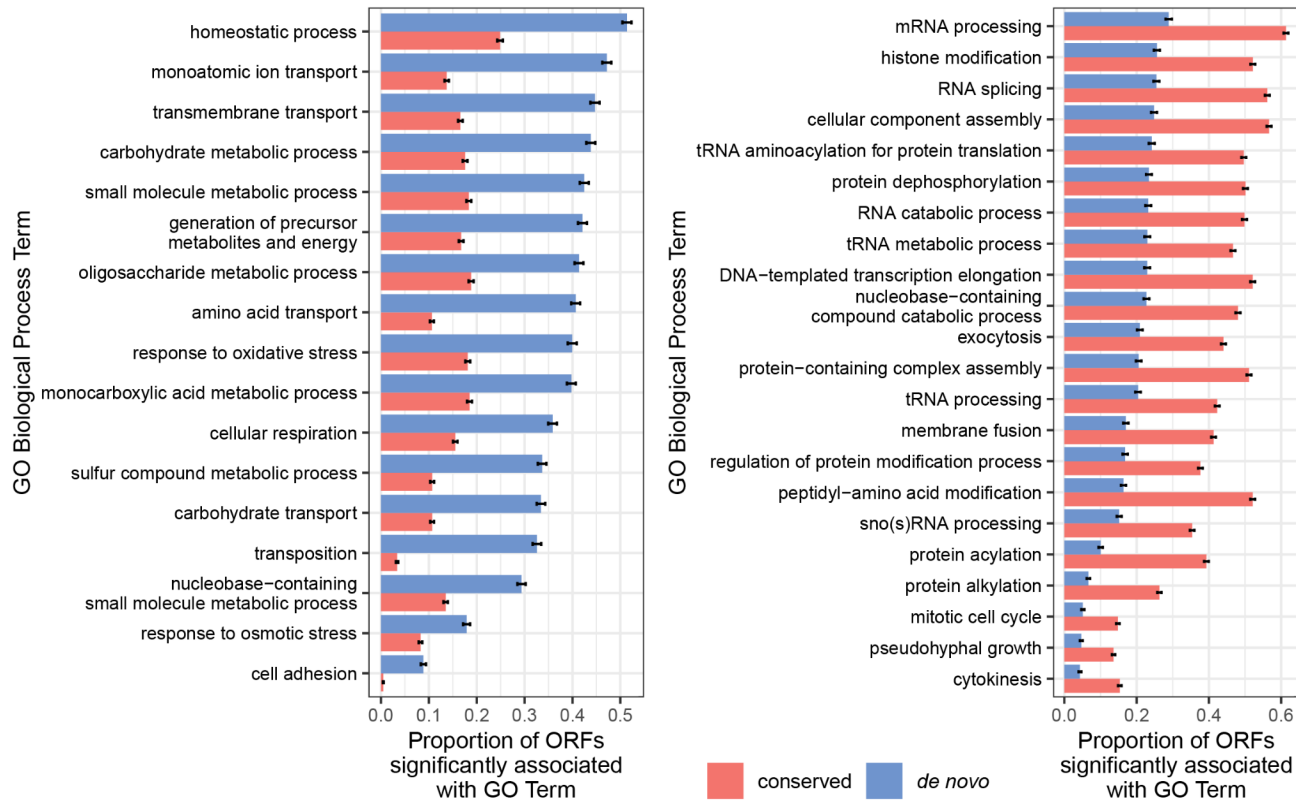 GO Biological Process Term
homeostatic process
monoatomic ion transport
transmembrane transport
carbohydrate metabolic process
small molecule metabolic process
generation of precursor
metabolites and energy
oligosaccharide metabolic process
amino acid transport
response to oxidative stress
monocarboxylic acid metabolic process
cellular respiration
sulfur compound metabolic process
carbohydrate transport
transposition
nucleobase−containing
small molecule metabolic process
response to osmotic stress
cell adhesion
0.0 0.1 0.2 0.3 0.4 0.5
Proportion of ORFs
significantly associated
with GO Term
GO Biological Process Term
mRNA processing
histone modification
RNA splicing
cellular component assembly
tRNA aminoacylation for protein translation
protein dephosphorylation
RNA catabolic process
tRNA metabolic process
DNA−templated transcription elongation
nucleobase−containing
compound catabolic process
exocytosis
protein−containing complex assembly
tRNA processing
membrane fusion
regulation of protein modification process
peptidyl−amino acid modification
sno(s)RNA processing
protein acylation
protein alkylation
mitotic cell cycle
pseudohyphal growth
cytokinesis
0.0 0.2 0.4 0.6
Proportion of ORFs
significantly associated
with GO Term
conserved de novo